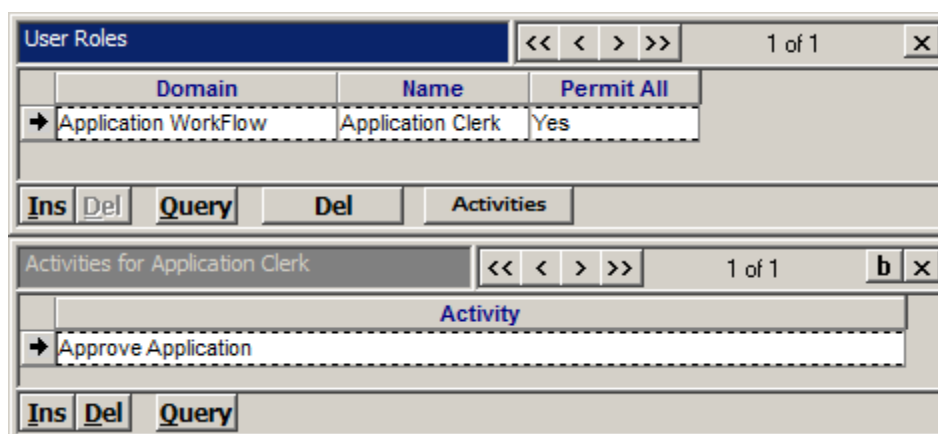 User Roles << < > >> 1 of 1 x
Domain Name Permit All
Application WorkFlow Application Clerk Yes
Ins Del Query Del Activities
Activities for Application Clerk << < > >> 1 of 1 b x
Activity
Approve Application
Ins Del Query